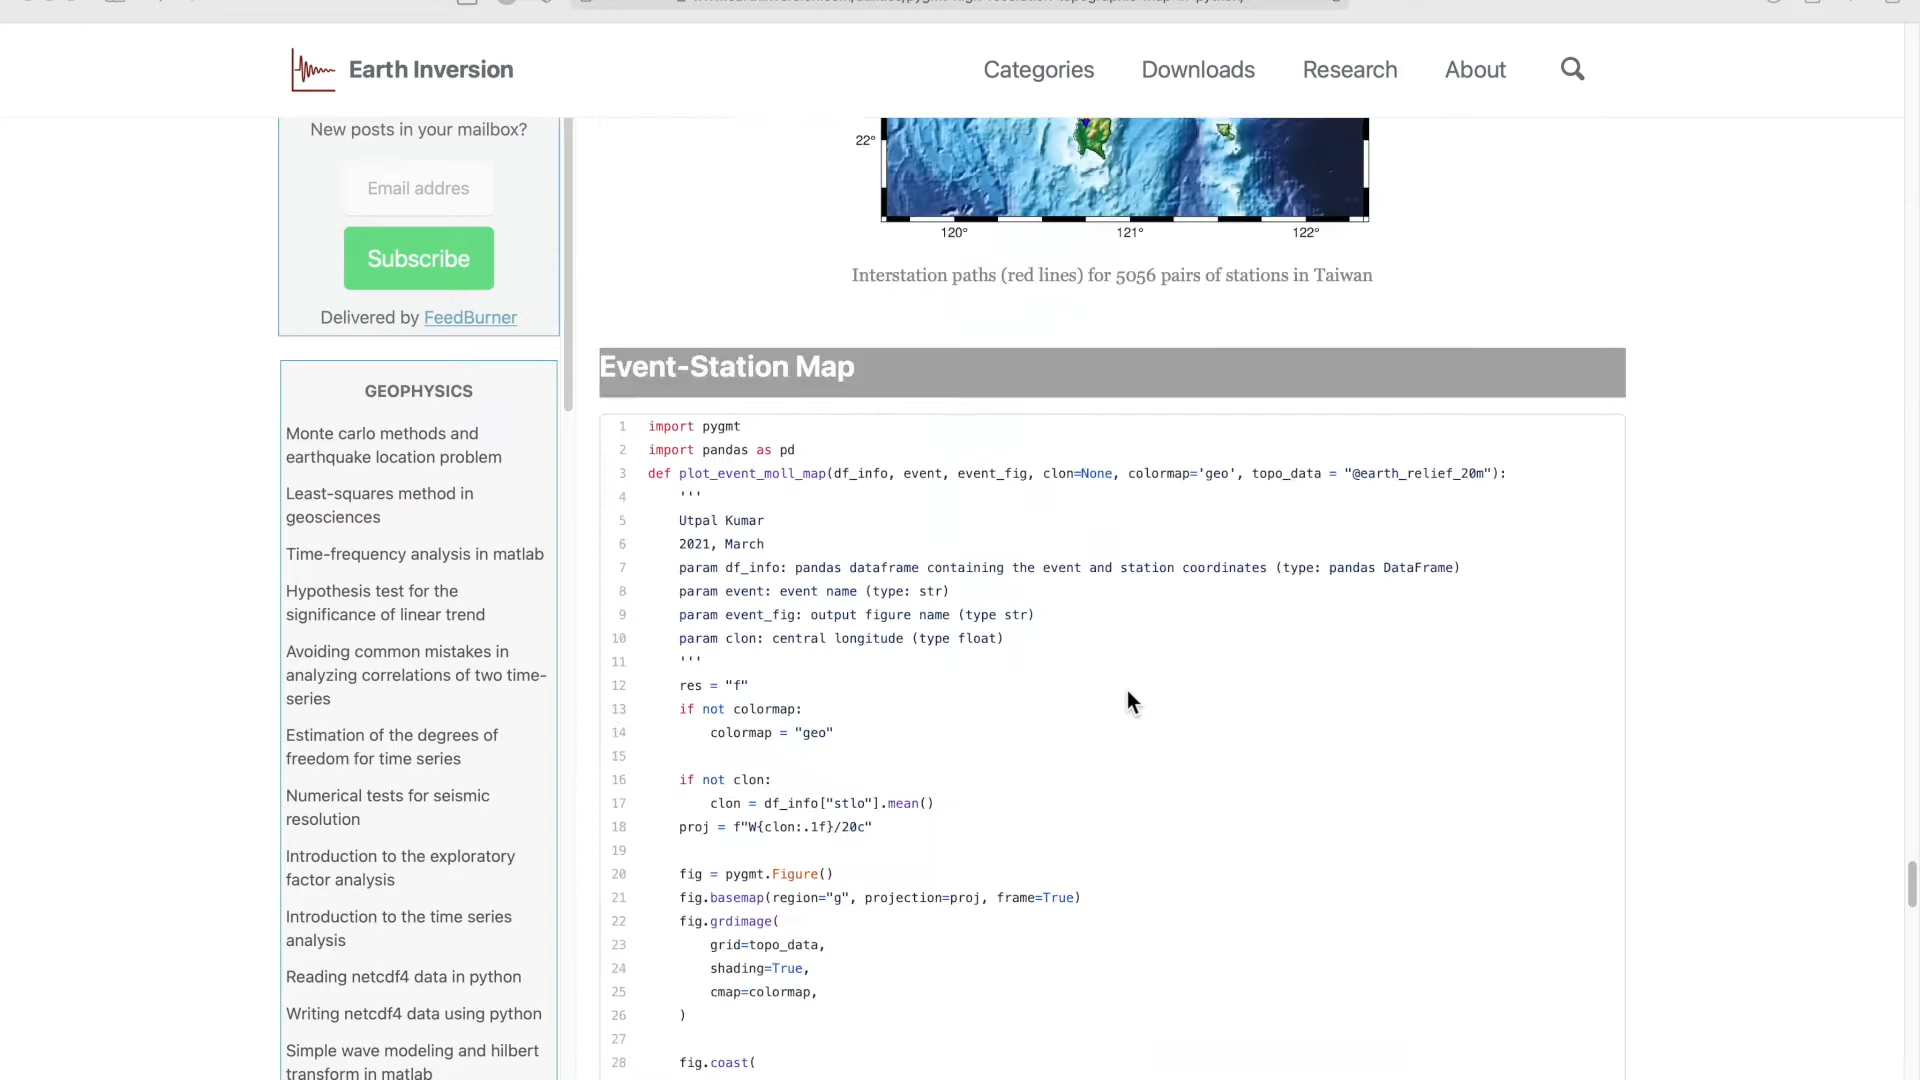 Earth Inversion
Categories
Downloads
Research
About
New posts in your mailbox?
Email addres
Subscribe
Delivered by FeedBurner
GEOPHYSICS
Monte carlo methods and
earthquake location problem
Least-squares method in
geosciences
Time-frequency analysis in matlab
Hypothesis test for the
significance of linear trend
Avoiding common mistakes in
analyzing correlations of two time-
series
Estimation of the degrees of
freedom for time series
Numerical tests for seismic
resolution
Introduction to the exploratory
factor analysis
Introduction to the time series
analysis
Reading netcdf4 data in python
Writing netcdf4 data using python
Simple wave modeling and hilbert
transform in matlab
22°
120° 121° 122°
Interstation paths (red lines) for 5056 pairs of stations in Taiwan
Event-Station Map
1 import pygmt
2 import pandas as pd
3 def plot_event_moll_map(df_info, event, event_fig, clon=None, colormap='geo', topo_data = "@earth_relief_20m"):
4 '''
5 Utpal Kumar
6 2021, March
7 param df_info: pandas dataframe containing the event and station coordinates (type: pandas DataFrame)
8 param event: event name (type: str)
9 param event_fig: output figure name (type str)
10 param clon: central longitude (type float)
11 '''
12 res = "f"
13 if not colormap:
14 colormap = "geo"
15
16 if not clon:
17 clon = df_info["stlo"].mean()
18 proj = f"W{clon:.1f}/20c"
19
20 fig = pygmt.Figure()
21 fig.basemap(region="g", projection=proj, frame=True)
22 fig.grdimage(
23 grid=topo_data,
24 shading=True,
25 cmap=colormap,
26 )
27
28 fig.coast(